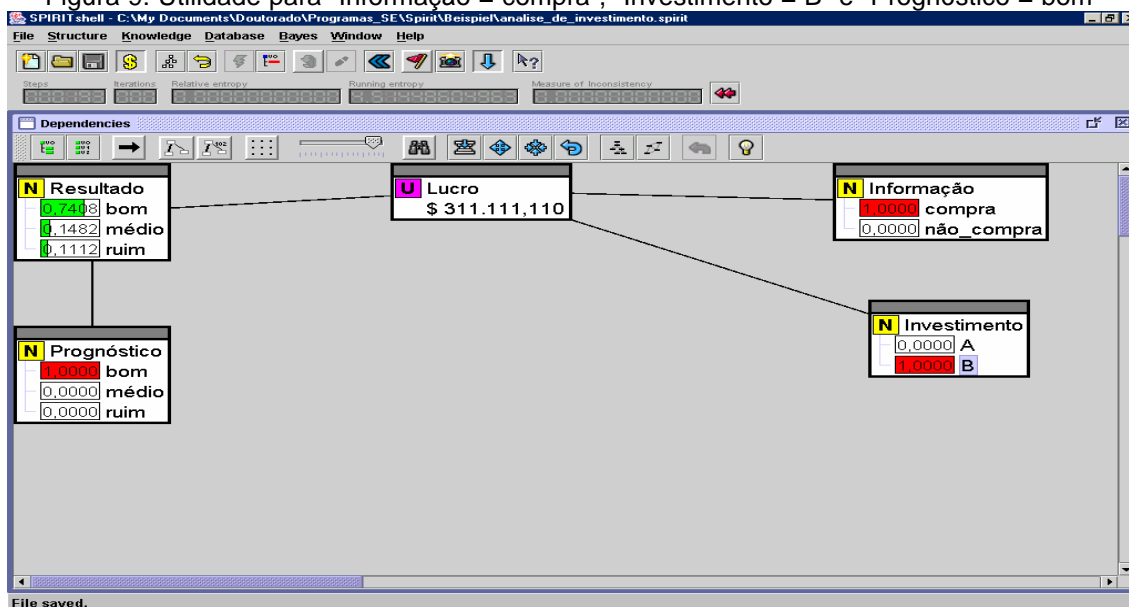 Figura 9: Utilidade para "Informação = compra", "Investimento = B" e "Prognóstico = bom"
SPIRITshell - C:\My Documents\Doutorado\Programas_SE\Spirit\Beispiel\analise_de_investimento.spirit
File Structure Knowledge Database Bayes Window Help
Steps Iterations Relative entropy Running entropy Measure of Inconsistency
Dependencies
N Resultado
0,7408 bom
0,1482 médio
0,1112 ruim
U Lucro
$ 311.111,110
N Informação
1,0000 compra
0,0000 não_compra
N Investimento
0,0000 A
1,0000 B
N Prognóstico
1,0000 bom
0,0000 médio
0,0000 ruim
File saved.